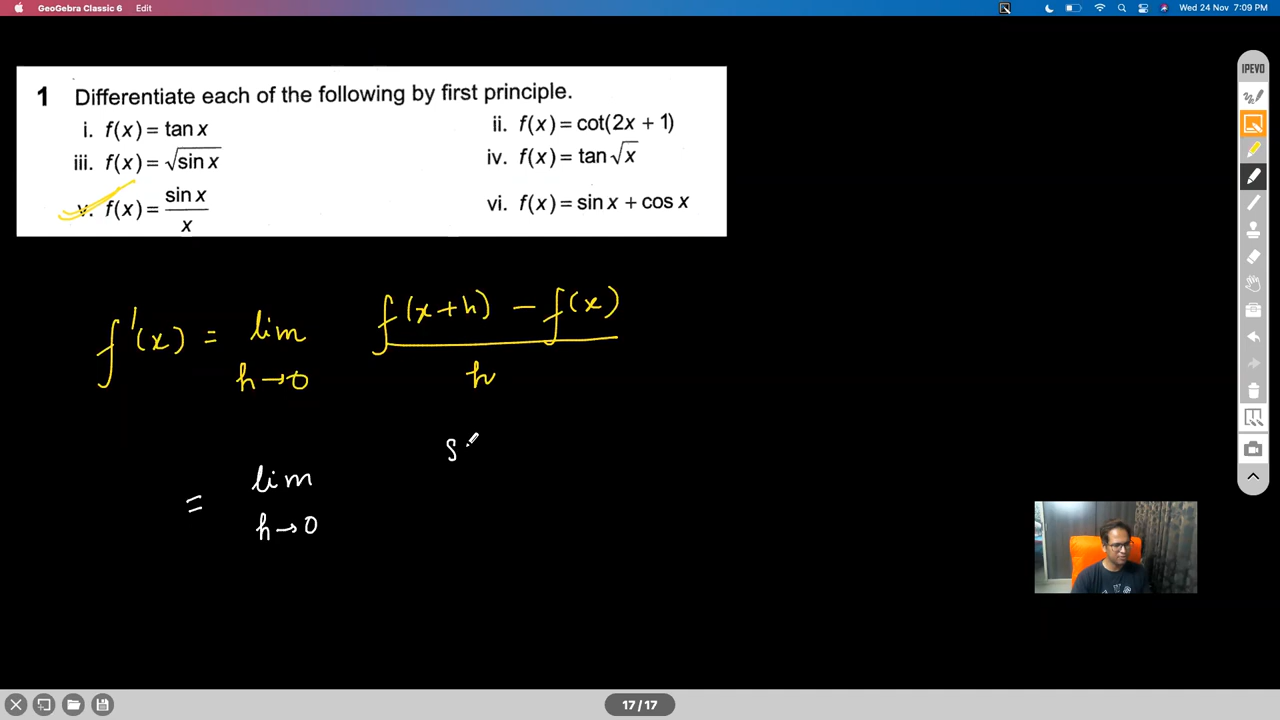 GeoGebra Classic 6 Edit Wed 24 Nov 7:09 PM
IPEVO
1 Differentiate each of the following by first principle.
i. f(x) = tan x
ii. f(x) = cot(2x + 1)
iii. f(x) = √sin x
iv. f(x) = tan √x
v. f(x) = sin x / x
vi. f(x) = sin x + cos x
f'(x) = lim h→0 f(x+h) − f(x) / h
= lim h→0 s
17 / 17